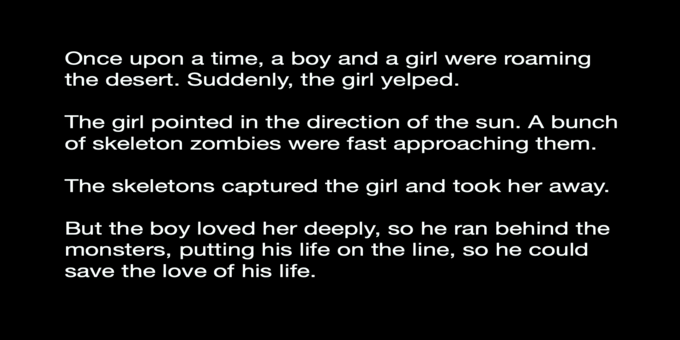 Once upon a time, a boy and a girl were roaming
the desert. Suddenly, the girl yelped.
The girl pointed in the direction of the sun. A bunch
of skeleton zombies were fast approaching them.
The skeletons captured the girl and took her away.
But the boy loved her deeply, so he ran behind the
monsters, putting his life on the line, so he could
save the love of his life.